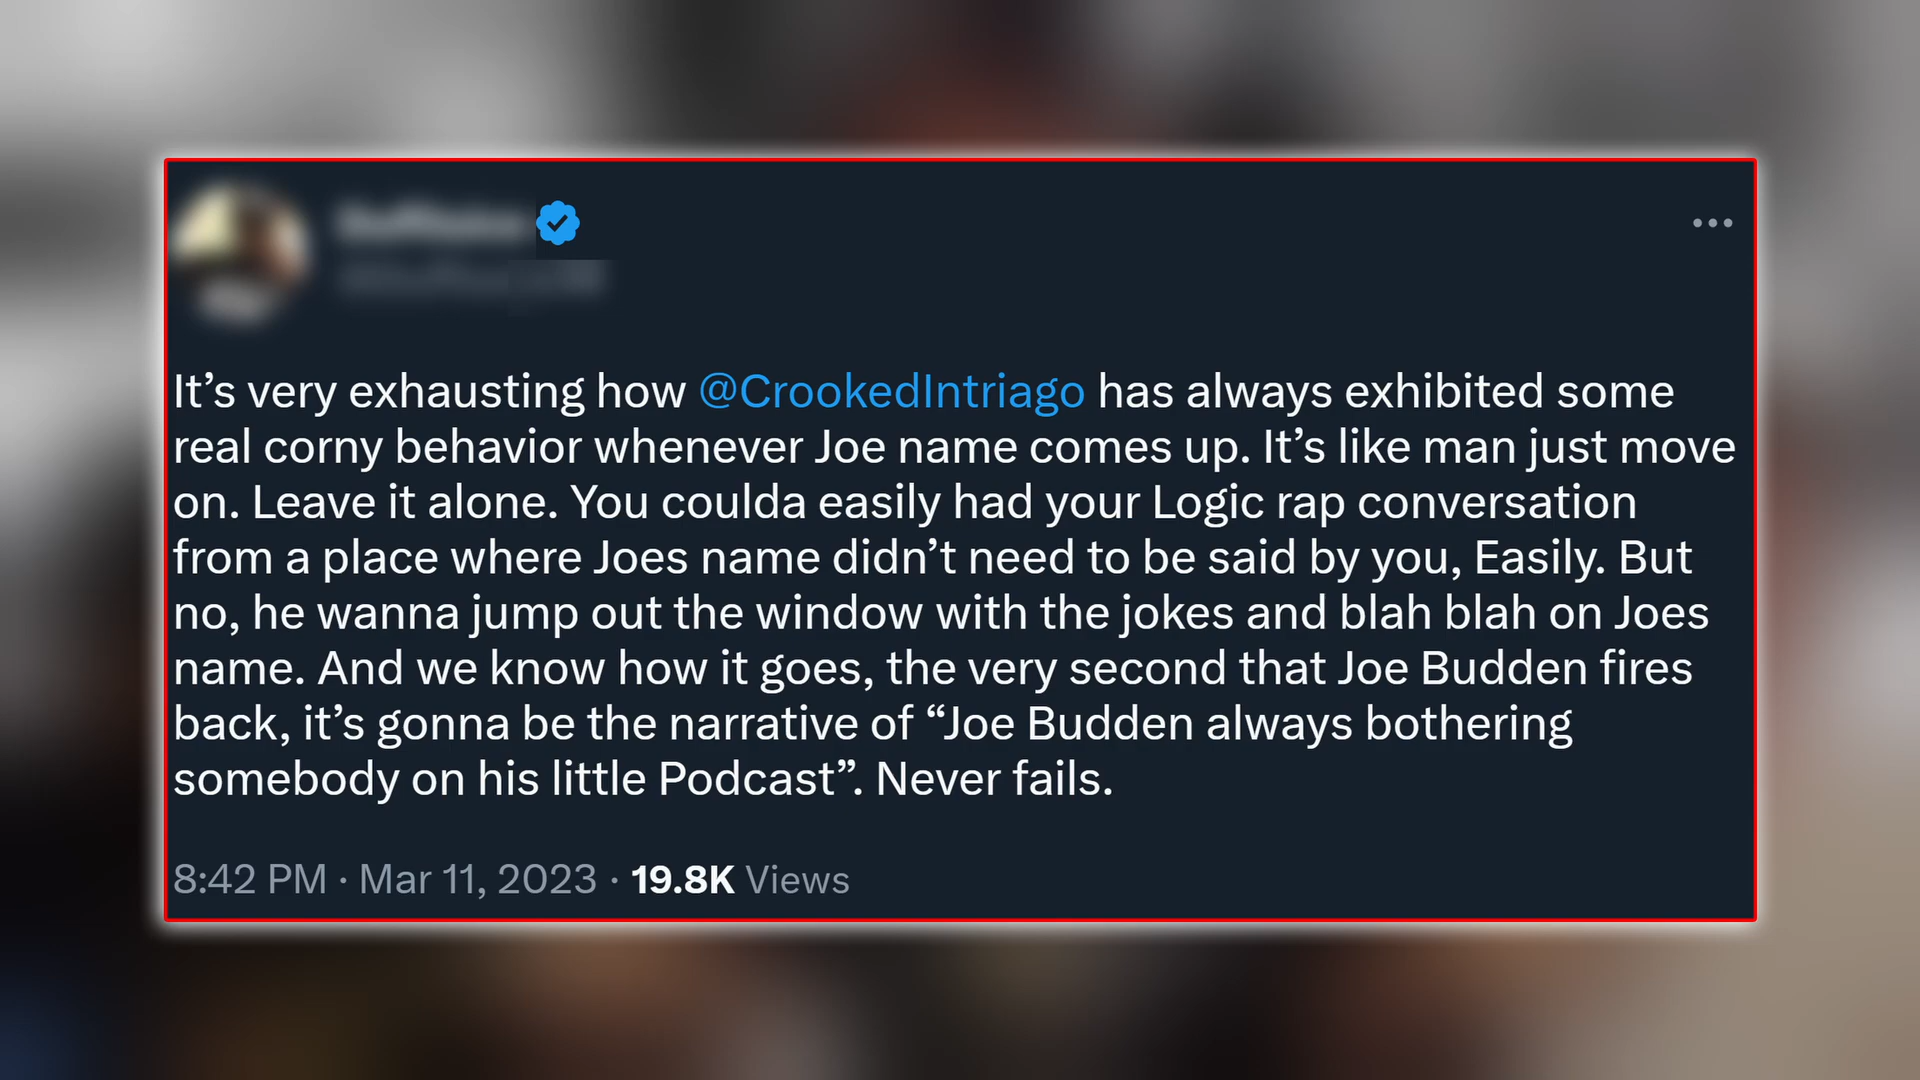 It’s very exhausting how @CrookedIntriago has always exhibited some
real corny behavior whenever Joe name comes up. It’s like man just move
on. Leave it alone. You coulda easily had your Logic rap conversation
from a place where Joes name didn’t need to be said by you, Easily. But
no, he wanna jump out the window with the jokes and blah blah on Joes
name. And we know how it goes, the very second that Joe Budden fires
back, it’s gonna be the narrative of “Joe Budden always bothering
somebody on his little Podcast”. Never fails.
8:42 PM · Mar 11, 2023 · 19.8K Views